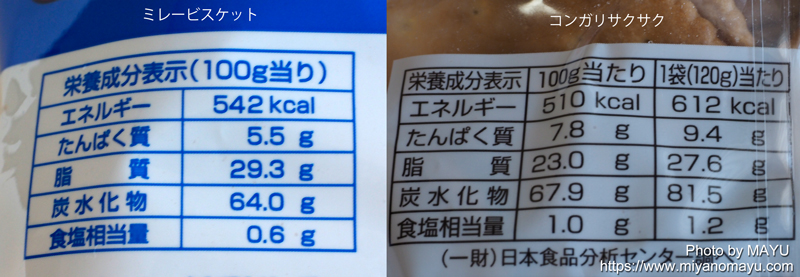 ミレービスケット
栄養成分表示(100g当り)
エネルギー 542 kcal
たんぱく質 5.5 g
脂質 29.3 g
炭水化物 64.0 g
食塩相当量 0.6 g
コンガリサクサク
栄養成分表示 100g当たり 1袋(120g)当たり
エネルギー 510 kcal 612 kcal
たんぱく質 7.8 g 9.4 g
脂質 23.0 g 27.6 g
炭水化物 67.9 g 81.5 g
食塩相当量 1.0 g 1.2 g
(一財)日本食品分析センター
Photo by MAYU
https://www.miyanomayu.com